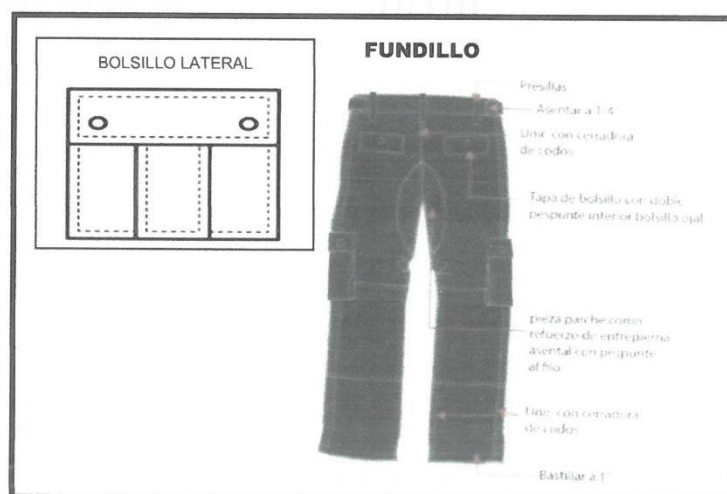 BOLSILLO LATERAL
FUNDILLO
Presillas
Asentar a 1/4"
Unir con cerradora
de codos
Tapa de bolsillo con doble
pespunte interior bolsillo ojal
pieza parche como
refuerzo de entrepierna
asental con pespunte
al filo
Unir con cerradora
de codos
Bastillar a 1"